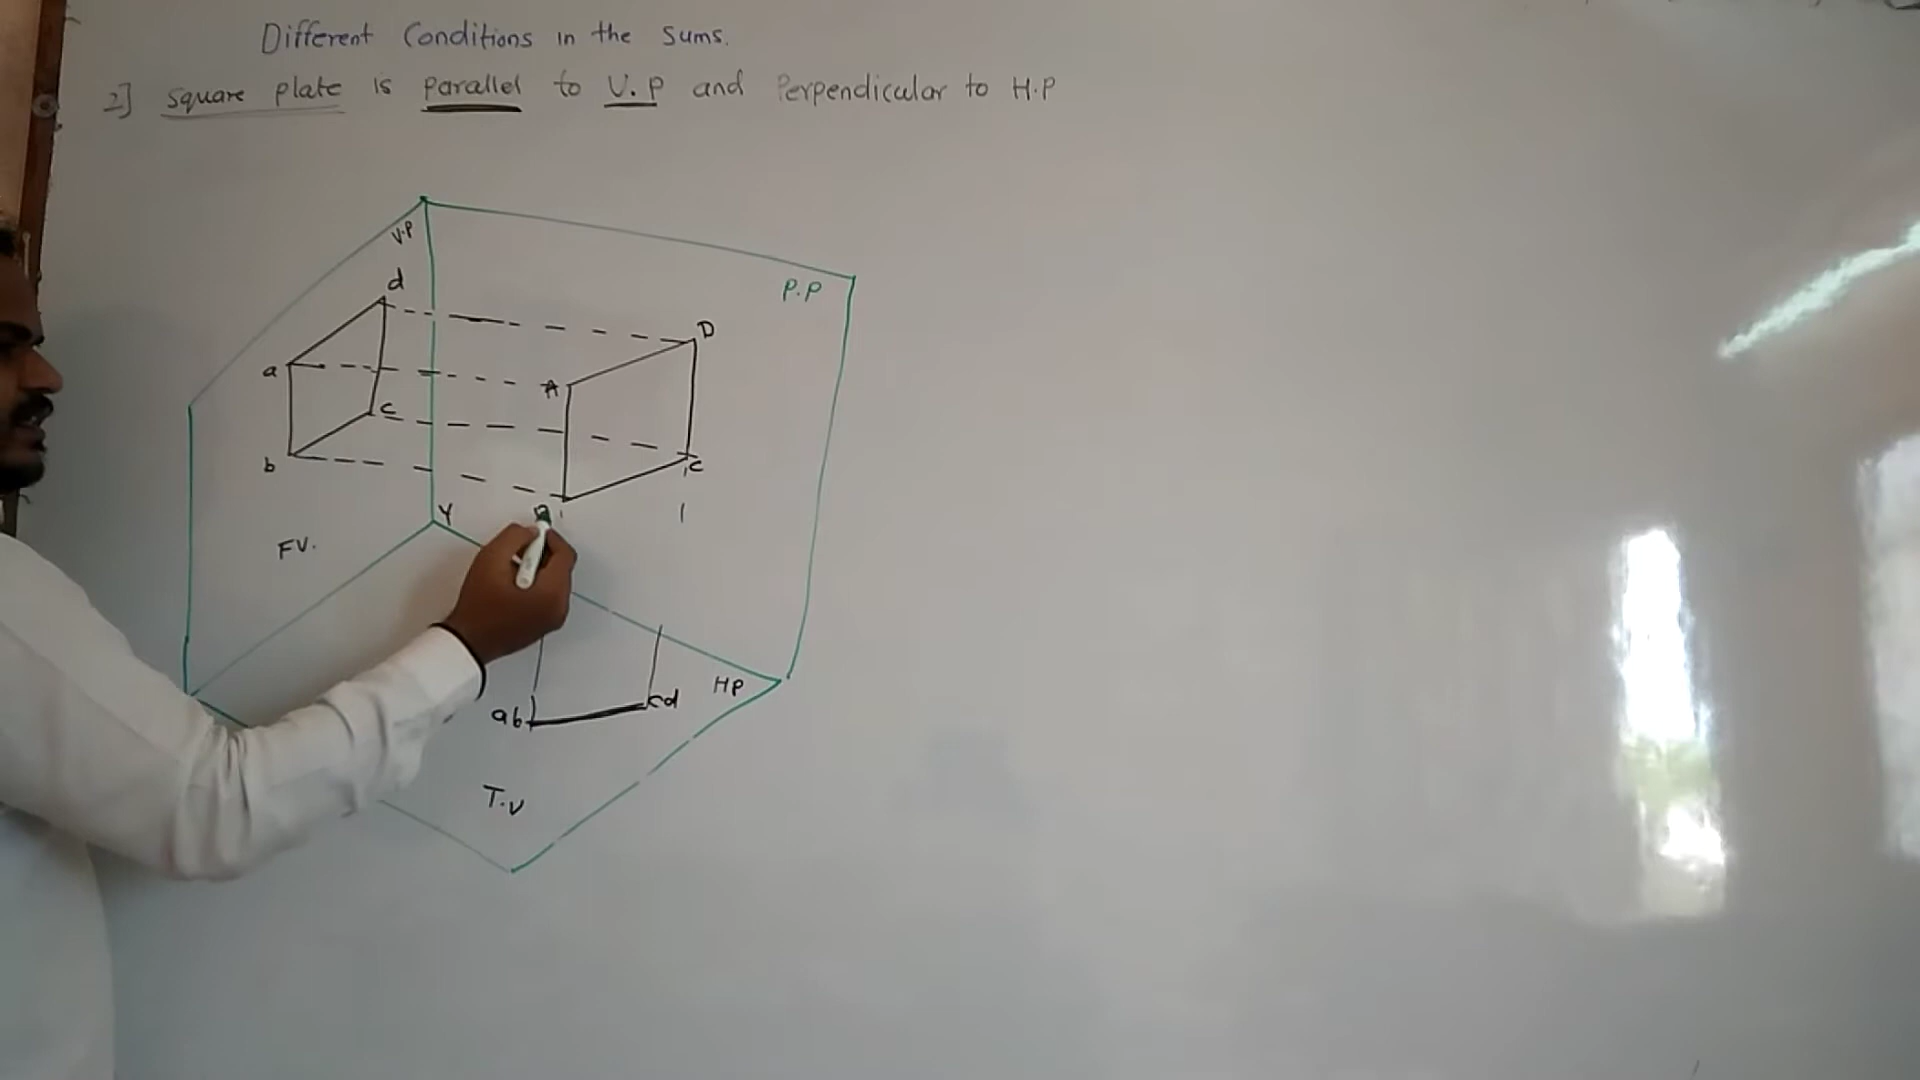 Different Conditions in the sums.
2] square plate is parallel to V.P and Perpendicular to H.P
V.P
d
P.P
D
a
A
c
b
C
B
Y
FV.
HP
ab
cd
T.V